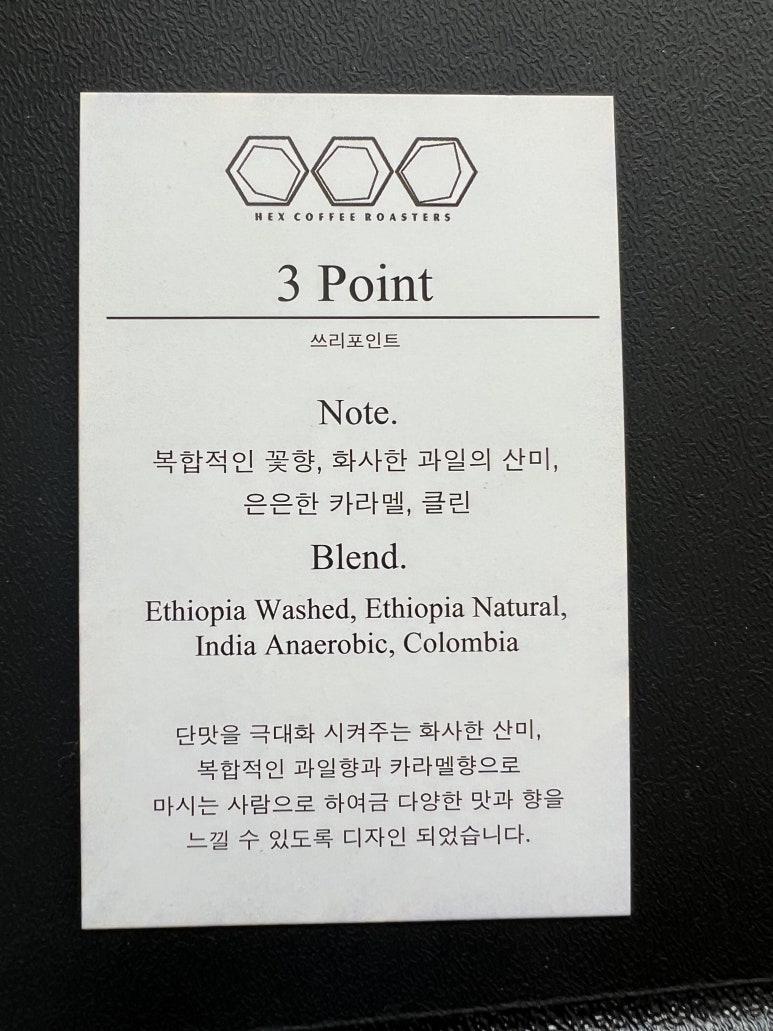 HEX COFFEE ROASTERS
3 Point
쓰리포인트
Note.
복합적인 꽃향, 화사한 과일의 산미,
은은한 카라멜, 클린
Blend.
Ethiopia Washed, Ethiopia Natural,
India Anaerobic, Colombia
단맛을 극대화 시켜주는 화사한 산미,
복합적인 과일향과 카라멜향으로
마시는 사람으로 하여금 다양한 맛과 향을
느낄 수 있도록 디자인 되었습니다.